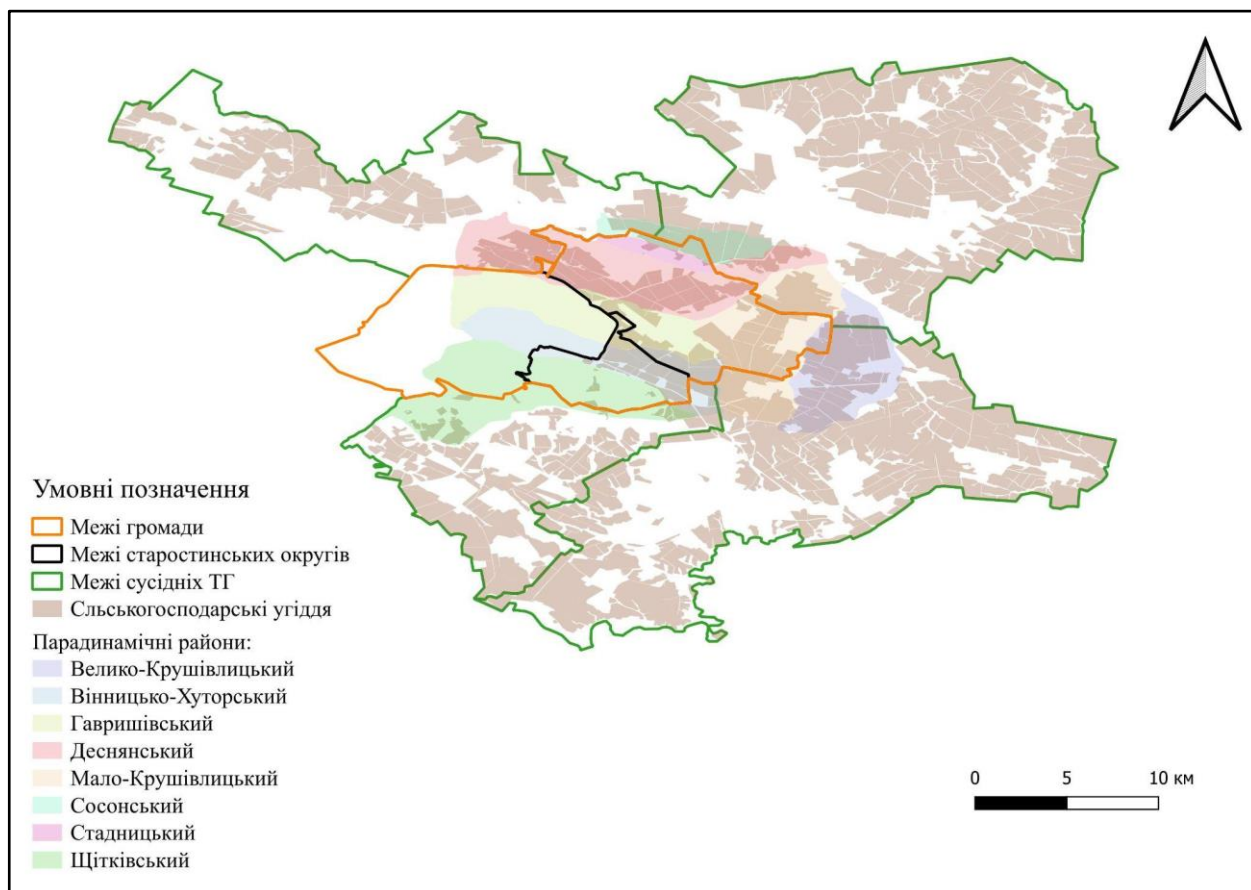 Умовні позначення
Межі громади
Межі старостинських округів
Межі сусідніх ТГ
Сльськогосподарські угіддя
Парадинамічні райони:
Велико-Крушівлицький
Вінницько-Хуторський
Гавришівський
Деснянський
Мало-Крушівлицький
Сосонський
Стадницький
Щітківський
0 5 10 км